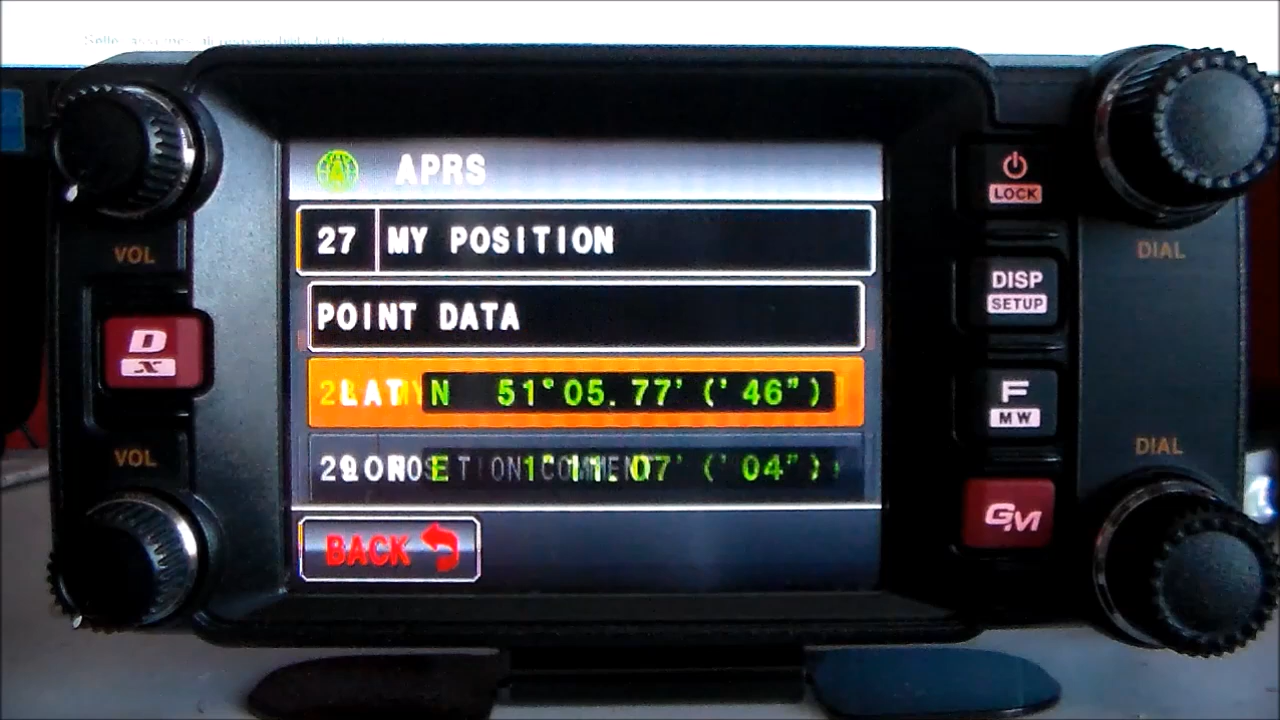 APRS
27 MY POSITION
POINT DATA
LAT N 51°05.77' ('46")
LON E 1°11.07' ('04")
BACK
VOL
D
X
VOL
LOCK
DISP
SETUP
F
MW
GM
DIAL
DIAL